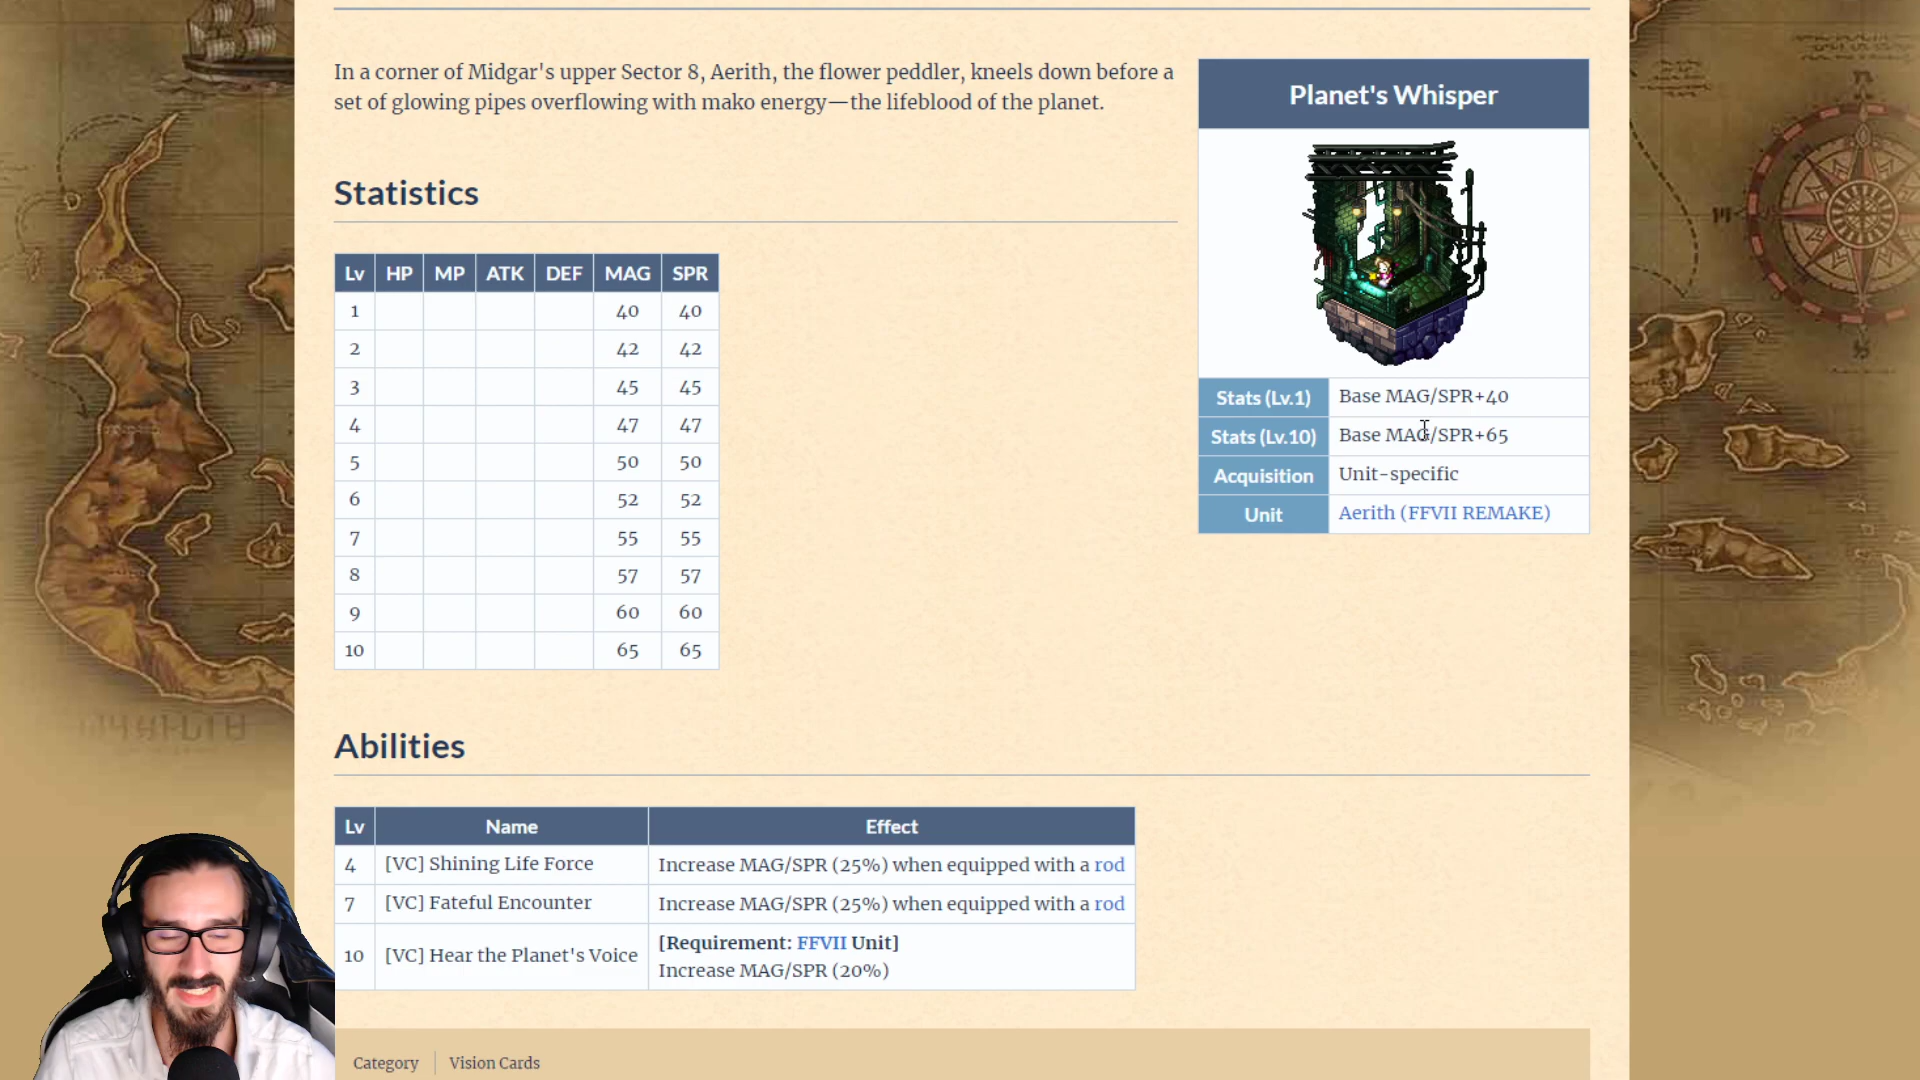 In a corner of Midgar's upper Sector 8, Aerith, the flower peddler, kneels down before a
set of glowing pipes overflowing with mako energy—the lifeblood of the planet.
Planet's Whisper
Stats (Lv.1) Base MAG/SPR+40
Stats (Lv.10) Base MAG/SPR+65
Acquisition Unit-specific
Unit Aerith (FFVII REMAKE)
Statistics
Lv HP MP ATK DEF MAG SPR
1 40 40
2 42 42
3 45 45
4 47 47
5 50 50
6 52 52
7 55 55
8 57 57
9 60 60
10 65 65
Abilities
Lv Name Effect
4 [VC] Shining Life Force Increase MAG/SPR (25%) when equipped with a rod
7 [VC] Fateful Encounter Increase MAG/SPR (25%) when equipped with a rod
10 [VC] Hear the Planet's Voice [Requirement: FFVII Unit]
Increase MAG/SPR (20%)
Category Vision Cards